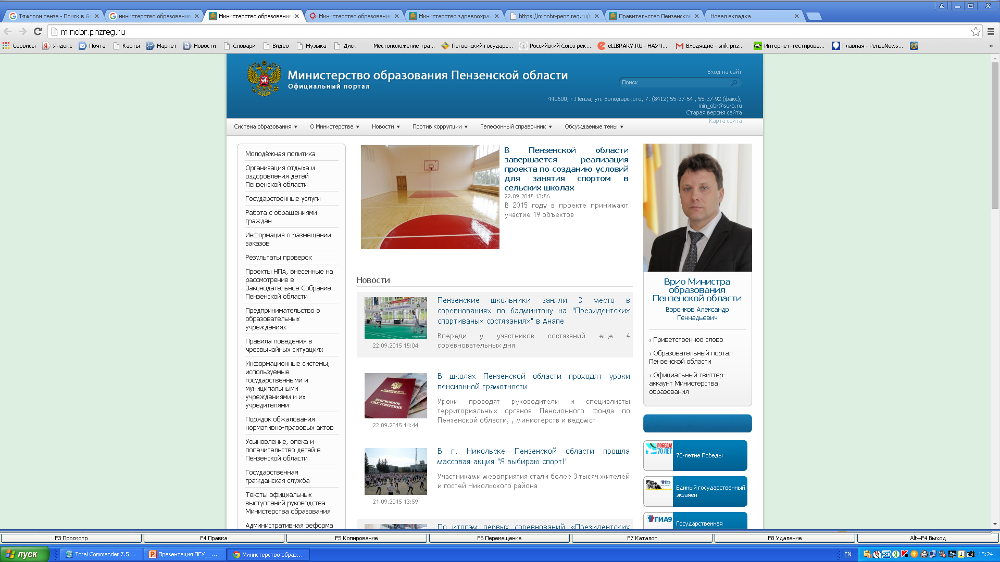 Тяжпром пенза - Поиск в G
министерство образования
Министерство образования
Министерство образования
Министерство здравоохра
https://minobr-penz.reg.ru/
Правительство Пензенской
Новая вкладка
minobr.pnzreg.ru
Сервисы
Яндекс
Почта
Карты
Маркет
Новости
Словари
Видео
Музыка
Диск
Местоположение тра...
Пензенский государс...
Российский Союз рек...
eLIBRARY.RU - НАУЧ...
Входящие - smk.pnz...
Интернет-тестирова...
Главная - PenzaNews...
»
Министерство образования Пензенской области
Официальный портал
Вход на сайт
Поиск
440600, г.Пенза, ул. Володарского, 7. (8412) 55-37-54 , 55-37-92 (факс),
min_obr@sura.ru
Старая версия сайта
Карта сайта
Система образования
О Министерстве
Новости
Против коррупции
Телефонный справочник
Обсуждаемые темы
Молодёжная политика
Организация отдыха и
оздоровления детей
Пензенской области
Государственные услуги
Работа с обращениями
граждан
Информация о размещении
заказов
Результаты проверок
Проекты НПА, внесенные на
рассмотрение в
Законодательное Собрание
Пензенской области
Предпринимательство в
образовательных
учреждениях
Правила поведения в
чрезвычайных ситуациях
Информационные системы,
используемые
государственными и
муниципальными
учреждениями и их
учредителями
Порядок обжалования
нормативно-правовых актов
Усыновление, опека и
попечительство детей в
Пензенской области
Государственная
гражданская служба
Тексты официальных
выступлений руководства
Министерства образования
Административная реформа
В Пензенской области
завершается реализация
проекта по созданию условий
для занятия спортом в
сельских школах
22.09.2015 13:56
В 2015 году в проекте принимают
участие 19 объектов
Новости
Пензенские школьники заняли 3 место в
соревнованиях по бадминтону на "Президентских
спортиваных состязаниях" в Анапе
Впереди у участников состязаний еще 4
соревновательных дня
22.09.2015 15:04
В школах Пензенской области проходят уроки
пенсионной грамотности
Уроки проводят руководители и специалисты
территориальных органов Пенсионного фонда по
Пензенской области, , министерств и ведомст
ПЕНСИОННОЕ
УДОСТОВЕРЕНИЕ
22.09.2015 14:44
В г. Никольске Пензенской области прошла
массовая акция "Я выбираю спорт!"
Участниками мероприятия стали более 3 тысяч жителей
и гостей Никольского района
21.09.2015 13:59
По итогам первых соревнований «Президентских
Врио Министра
образования
Пензенской области
Воронков Александр
Геннадьевич
› Приветственное слово
› Образовательный портал
Пензенской области
› Официальный твиттер-
аккаунт Министерства
образования
ПОБЕДА!
70 ЛЕТ
70-летие Победы
ЕГЭ
Единый государственный
экзамен
ГИА9
Государственная
F3 Просмотр
F4 Правка
F5 Копирование
F6 Перемещение
F7 Каталог
F8 Удаление
Alt+F4 Выход
пуск
Total Commander 7.5...
Презентация ПГУ__...
Министерство образ...
EN
15:24